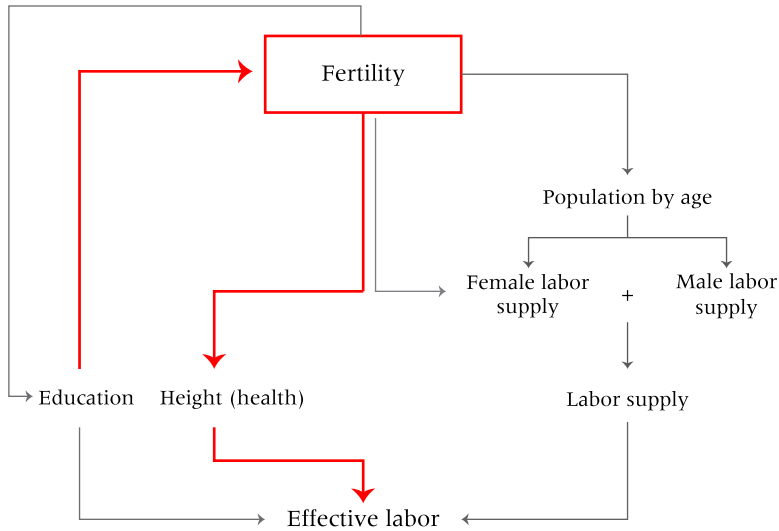 Fertility
Population by age
Female labor
supply
+
Male labor
supply
Education
Height (health)
Labor supply
Effective labor